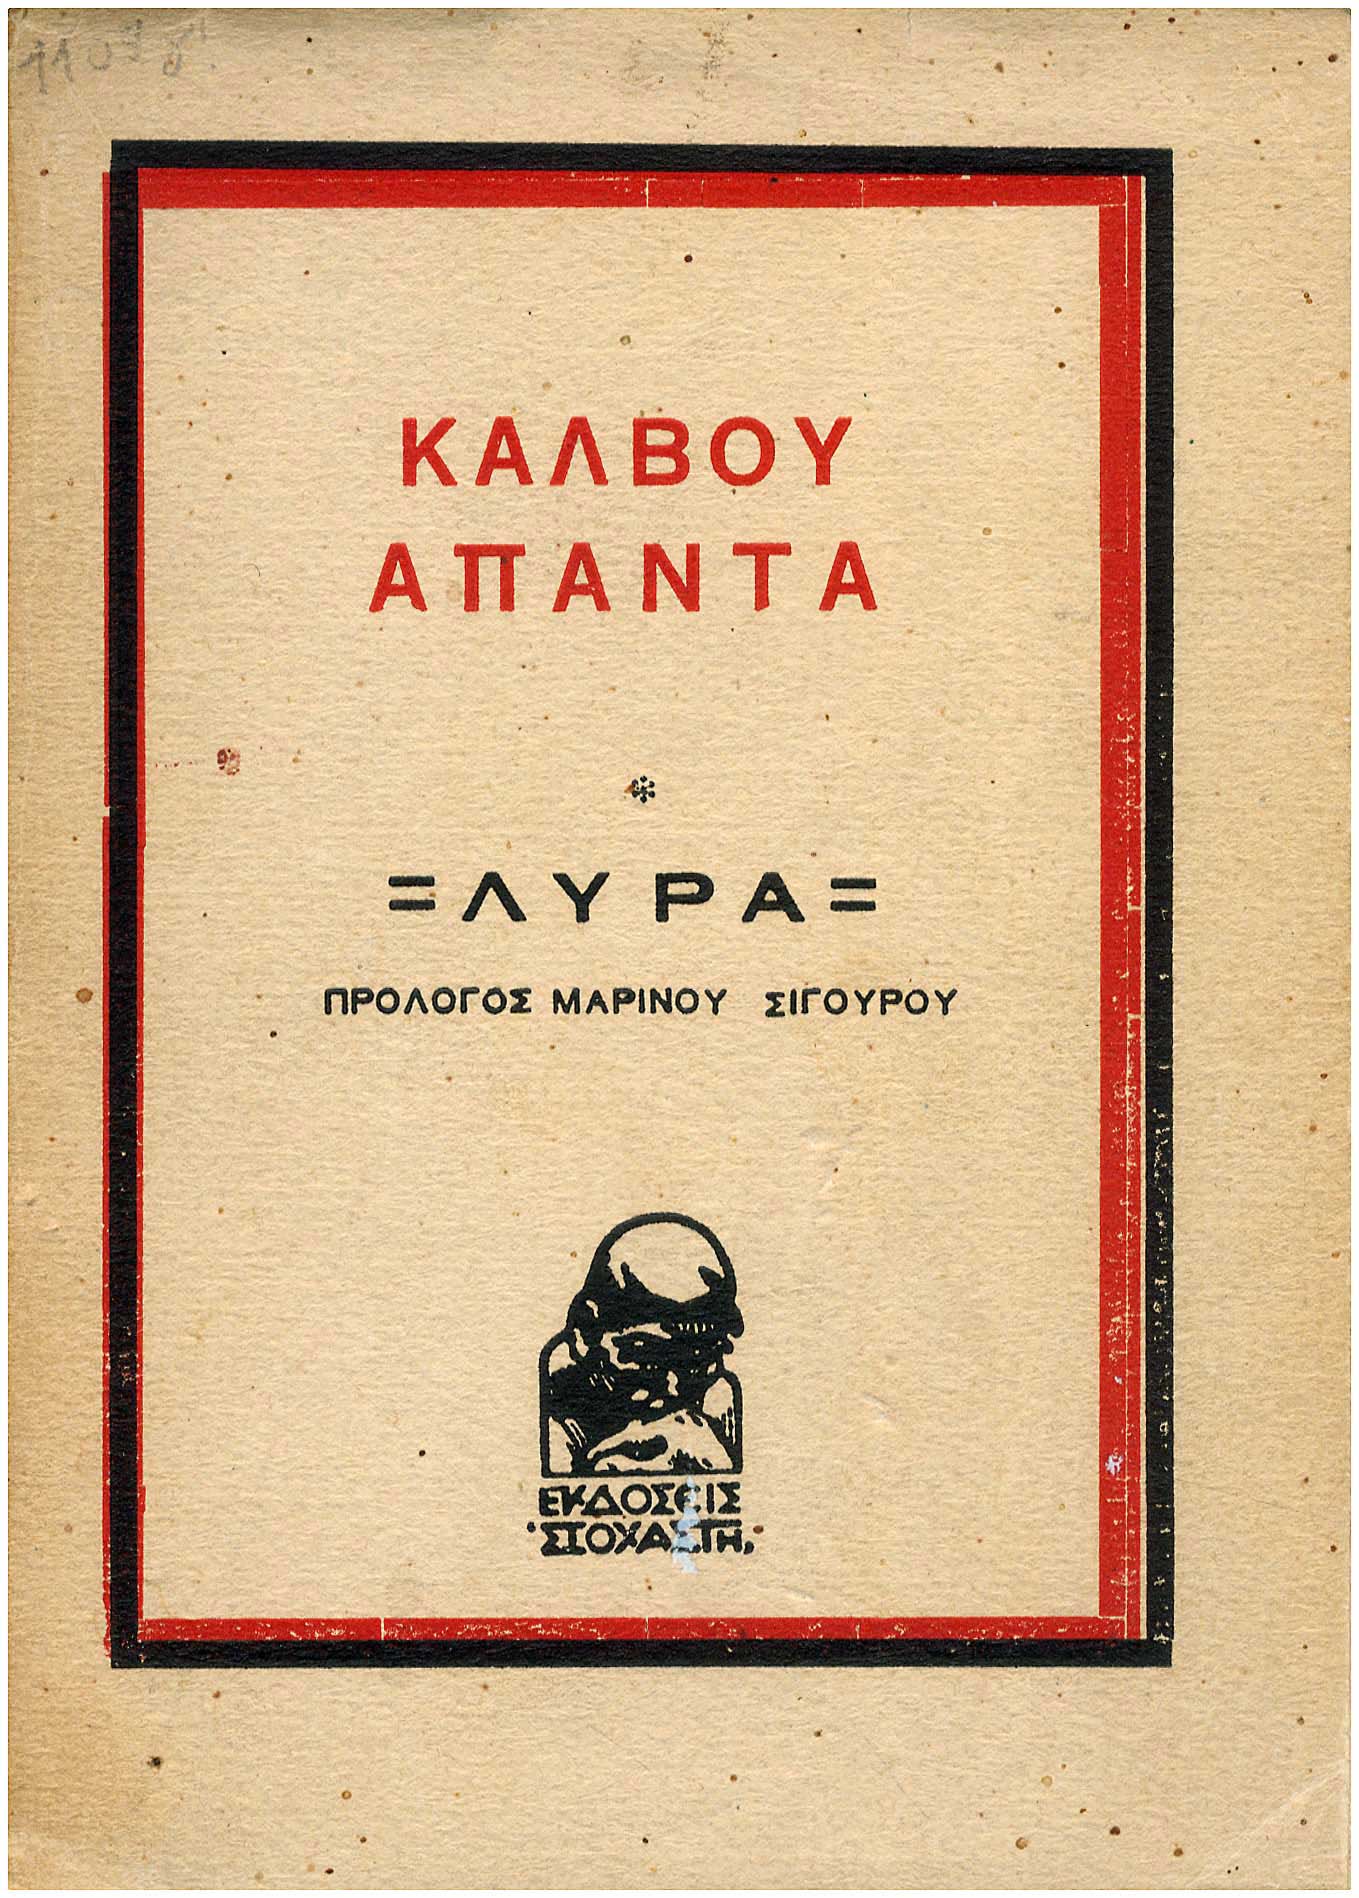 ΚΑΛΒΟΥ
ΑΠΑΝΤΑ
=ΛΥΡΑ=
ΠΡΟΛΟΓΟΣ ΜΑΡΙΝΟΥ ΣΙΓΟΥΡΟΥ
ΕΚΔΟΣΕΙΣ
‘ΣΤΟΧΑΣΤΗ,